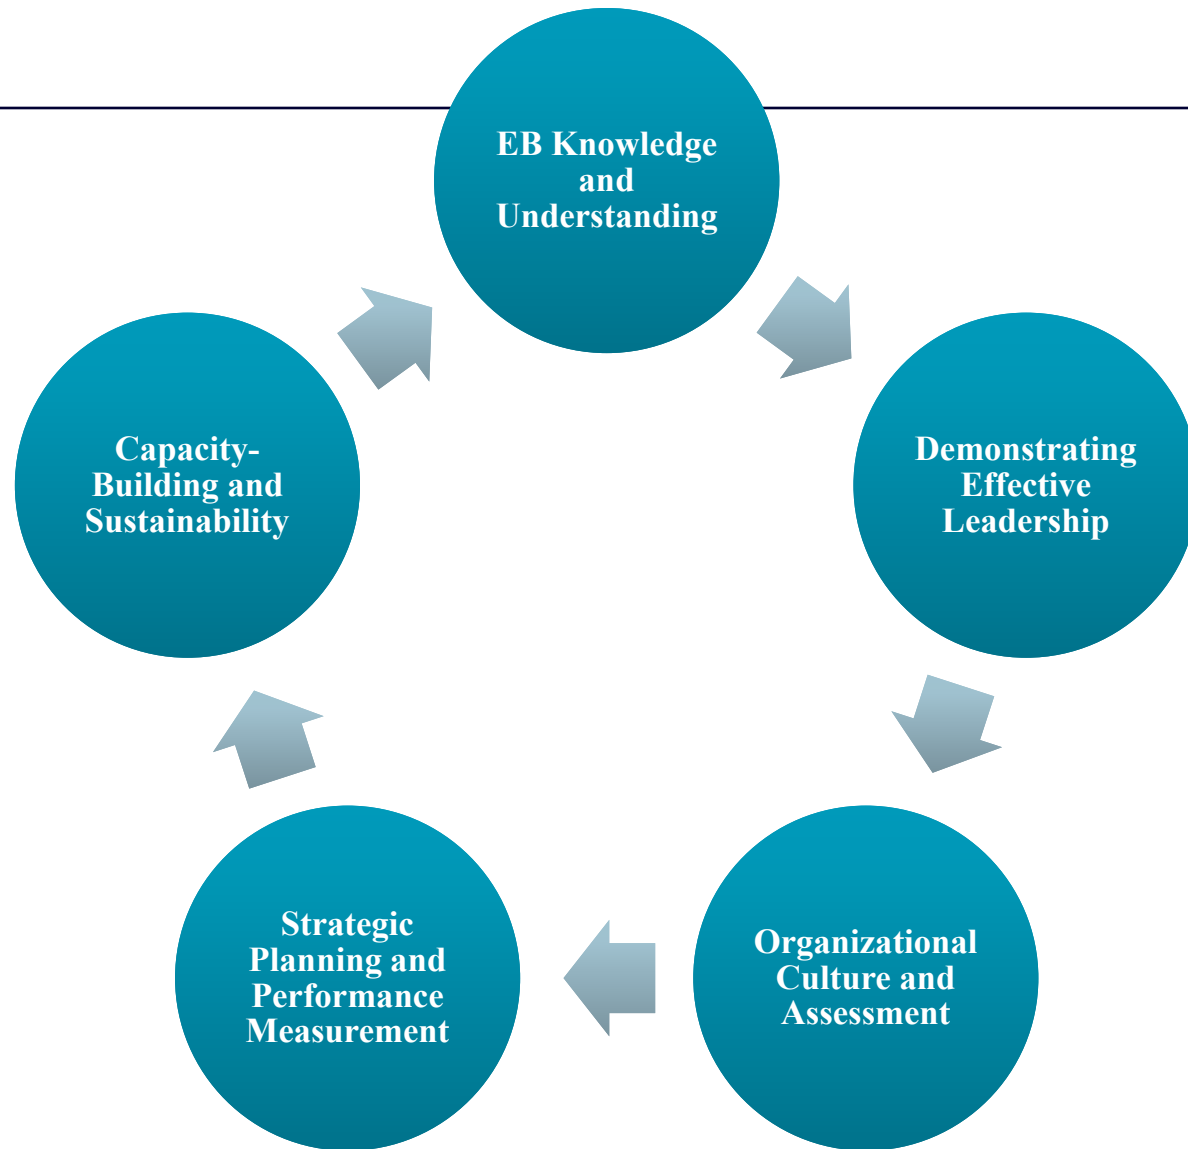 EB Knowledge
and
Understanding
Demonstrating
Effective
Leadership
Organizational
Culture and
Assessment
Strategic
Planning and
Performance
Measurement
Capacity-
Building and
Sustainability